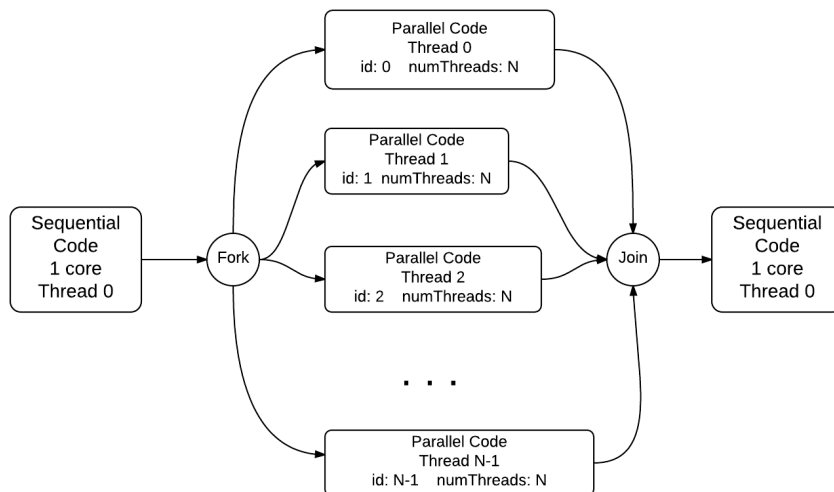 Parallel Code
Thread 0
id: 0 numThreads: N
Parallel Code
Thread 1
id: 1 numThreads: N
Sequential
Code
1 core
Thread 0
Fork
Parallel Code
Thread 2
id: 2 numThreads: N
Join
Sequential
Code
1 core
Thread 0
. . .
Parallel Code
Thread N-1
id: N-1 numThreads: N